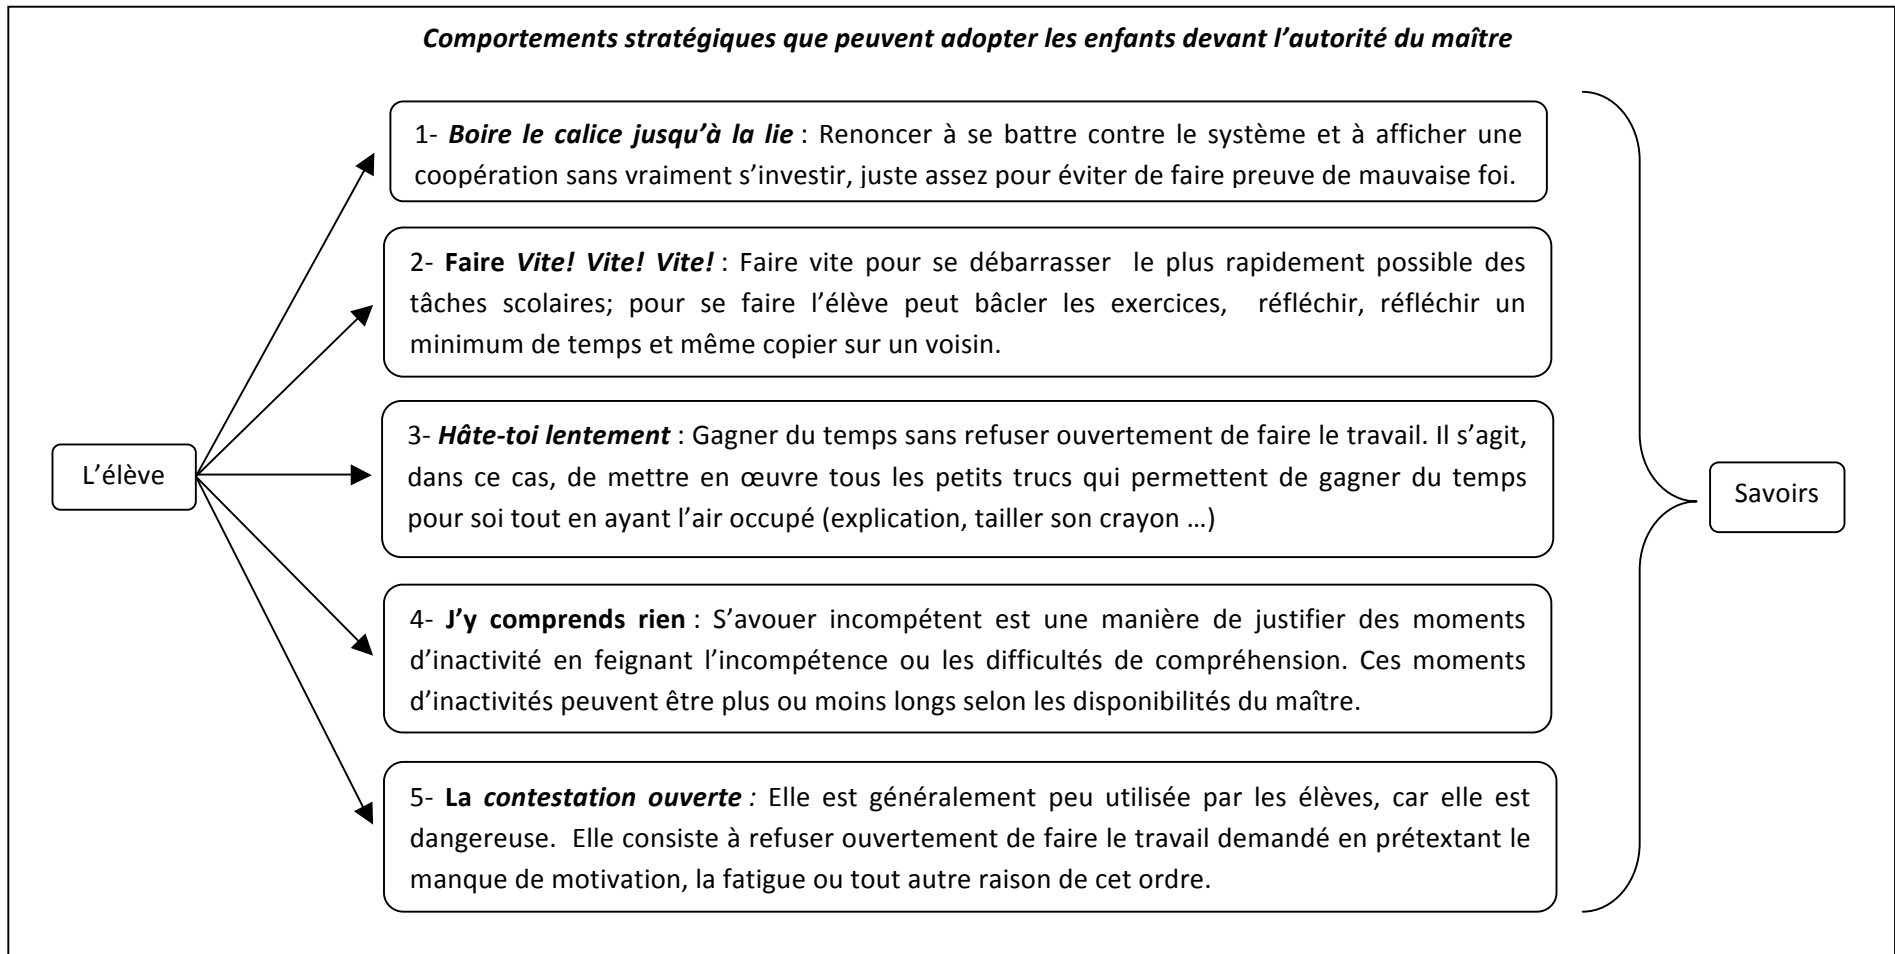 Comportements stratégiques que peuvent adopter les enfants devant l’autorité du maître
1- Boire le calice jusqu’à la lie : Renoncer à se battre contre le système et à afficher une
coopération sans vraiment s’investir, juste assez pour éviter de faire preuve de mauvaise foi.
2- Faire Vite! Vite! Vite! : Faire vite pour se débarrasser le plus rapidement possible des
tâches scolaires; pour se faire l’élève peut bâcler les exercices, réfléchir, réfléchir un
minimum de temps et même copier sur un voisin.
3- Hâte-toi lentement : Gagner du temps sans refuser ouvertement de faire le travail. Il s’agit,
dans ce cas, de mettre en œuvre tous les petits trucs qui permettent de gagner du temps
pour soi tout en ayant l’air occupé (explication, tailler son crayon …)
L’élève
Savoirs
4- J’y comprends rien : S’avouer incompétent est une manière de justifier des moments
d’inactivité en feignant l’incompétence ou les difficultés de compréhension. Ces moments
d’inactivités peuvent être plus ou moins longs selon les disponibilités du maître.
5- La contestation ouverte : Elle est généralement peu utilisée par les élèves, car elle est
dangereuse. Elle consiste à refuser ouvertement de faire le travail demandé en prétextant le
manque de motivation, la fatigue ou tout autre raison de cet ordre.